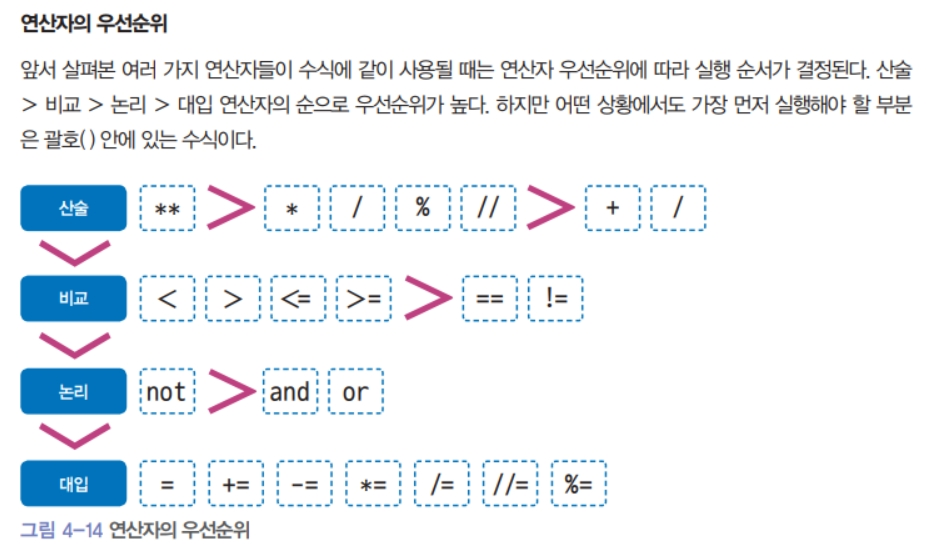 연산자의 우선순위
앞서 살펴본 여러 가지 연산자들이 수식에 같이 사용될 때는 연산자 우선순위에 따라 실행 순서가 결정된다. 산술
> 비교 > 논리 > 대입 연산자의 순으로 우선순위가 높다. 하지만 어떤 상황에서도 가장 먼저 실행해야 할 부분
은 괄호( ) 안에 있는 수식이다.
산술 ** > * / % // > + /
비교 < > <= >= > == !=
논리 not > and or
대입 = += -= *= /= //= %=
그림 4-14 연산자의 우선순위